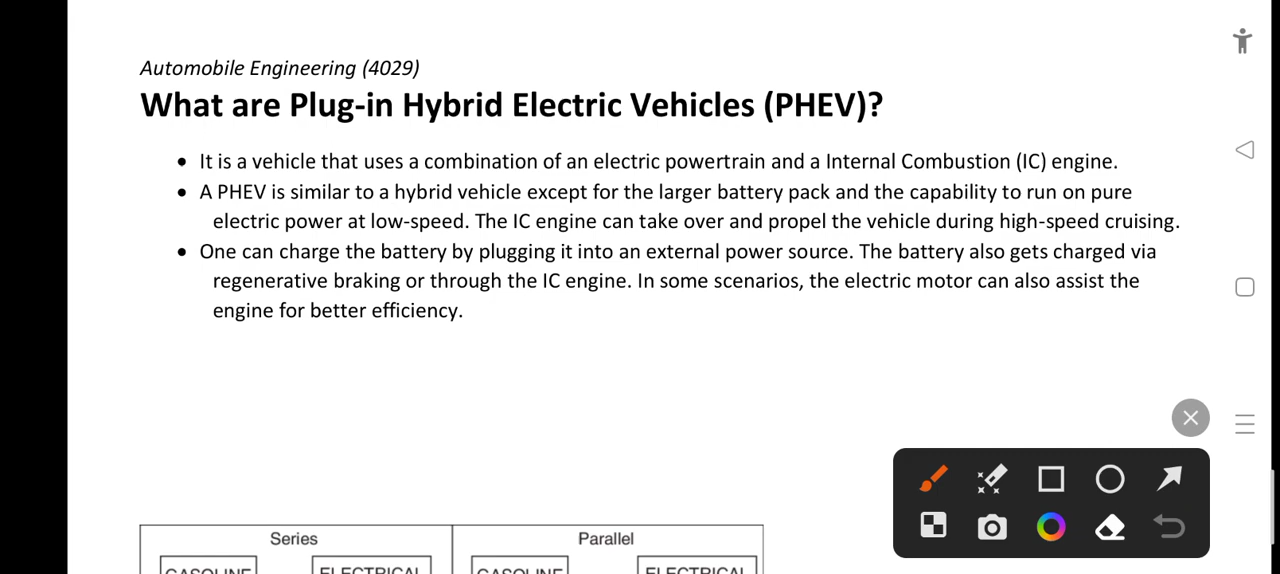 Automobile Engineering (4029)
What are Plug-in Hybrid Electric Vehicles (PHEV)?
• It is a vehicle that uses a combination of an electric powertrain and a Internal Combustion (IC) engine.
• A PHEV is similar to a hybrid vehicle except for the larger battery pack and the capability to run on pure
electric power at low-speed. The IC engine can take over and propel the vehicle during high-speed cruising.
• One can charge the battery by plugging it into an external power source. The battery also gets charged via
regenerative braking or through the IC engine. In some scenarios, the electric motor can also assist the
engine for better efficiency.
Series Parallel
GASOLINE ELECTRICAL GASOLINE ELECTRICAL